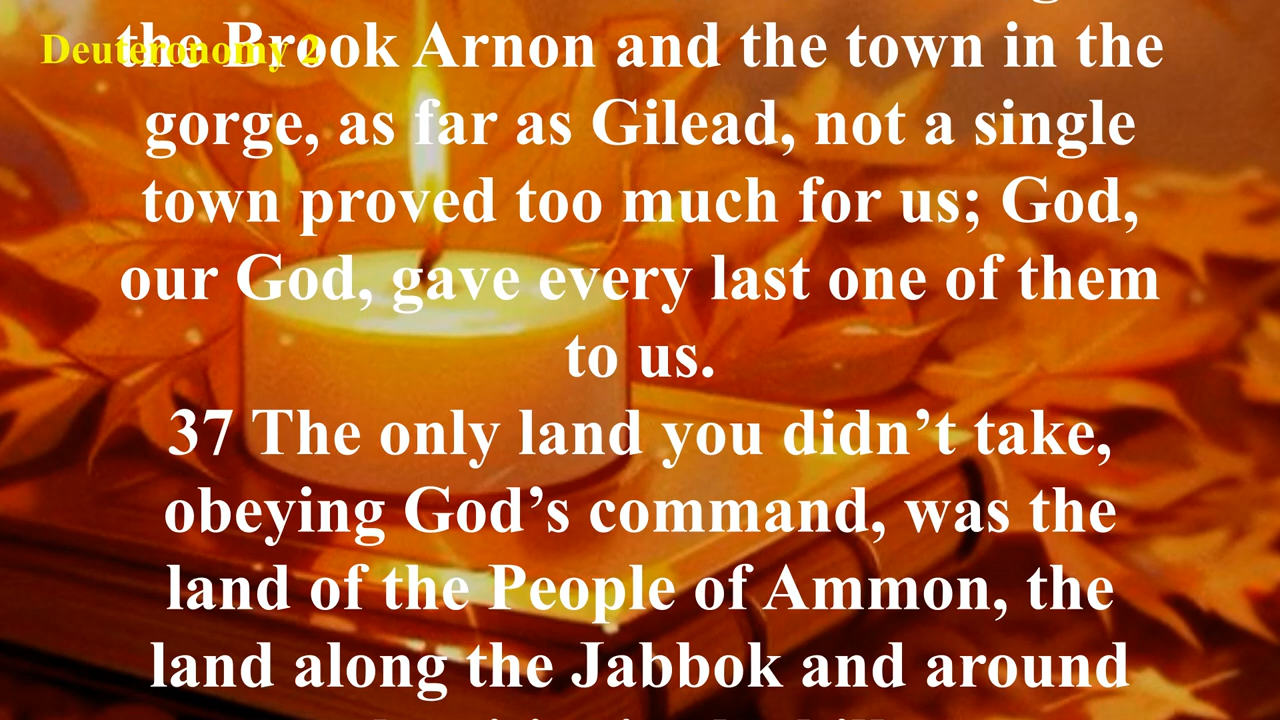 Deuteronomy 2
the Brook Arnon and the town in the
gorge, as far as Gilead, not a single
town proved too much for us; God,
our God, gave every last one of them
to us.
37 The only land you didn’t take,
obeying God’s command, was the
land of the People of Ammon, the
land along the Jabbok and around